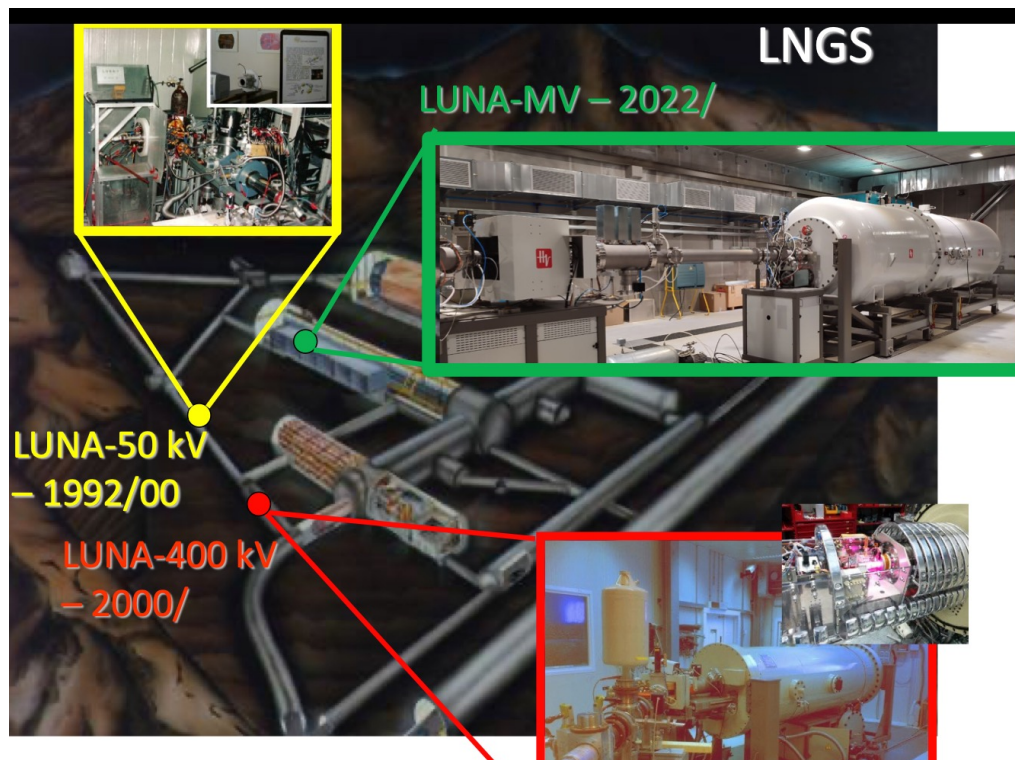 LNGS
LUNA-MV – 2022/
LUNA-50 kV
– 1992/00
LUNA-400 kV
– 2000/